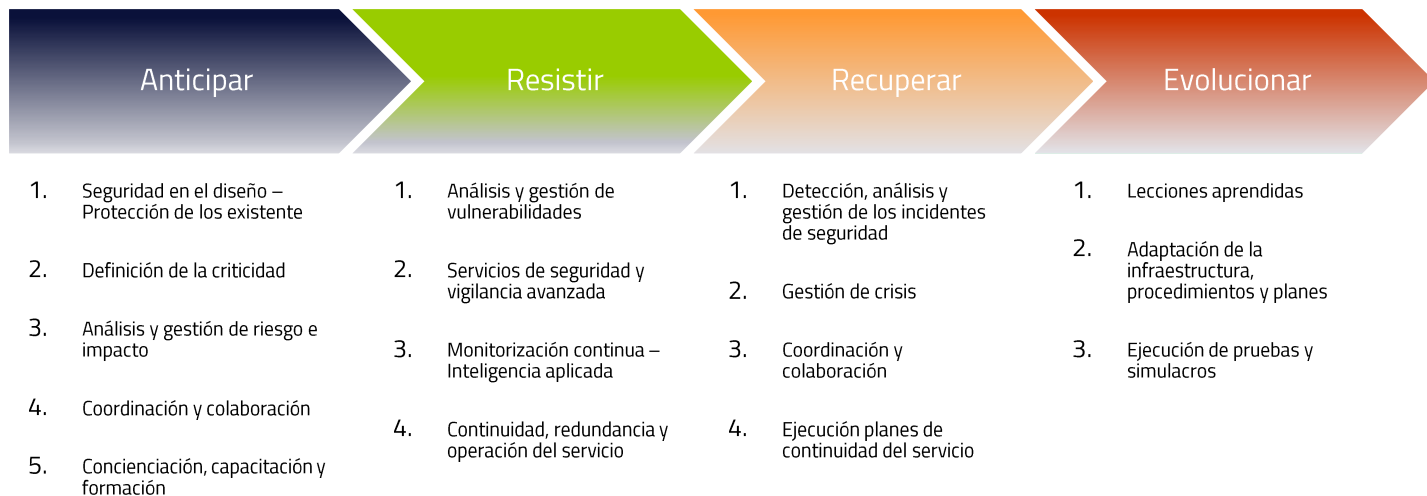 Anticipar
Resistir
Recuperar
Evolucionar
1. Seguridad en el diseño –
Protección de los existente
2. Definición de la criticidad
3. Análisis y gestión de riesgo e
impacto
4. Coordinación y colaboración
5. Concienciación, capacitación y
formación
1. Análisis y gestión de
vulnerabilidades
2. Servicios de seguridad y
vigilancia avanzada
3. Monitorización continua –
Inteligencia aplicada
4. Continuidad, redundancia y
operación del servicio
1. Detección, análisis y
gestión de los incidentes
de seguridad
2. Gestión de crisis
3. Coordinación y
colaboración
4. Ejecución planes de
continuidad del servicio
1. Lecciones aprendidas
2. Adaptación de la
infraestructura,
procedimientos y planes
3. Ejecución de pruebas y
simulacros